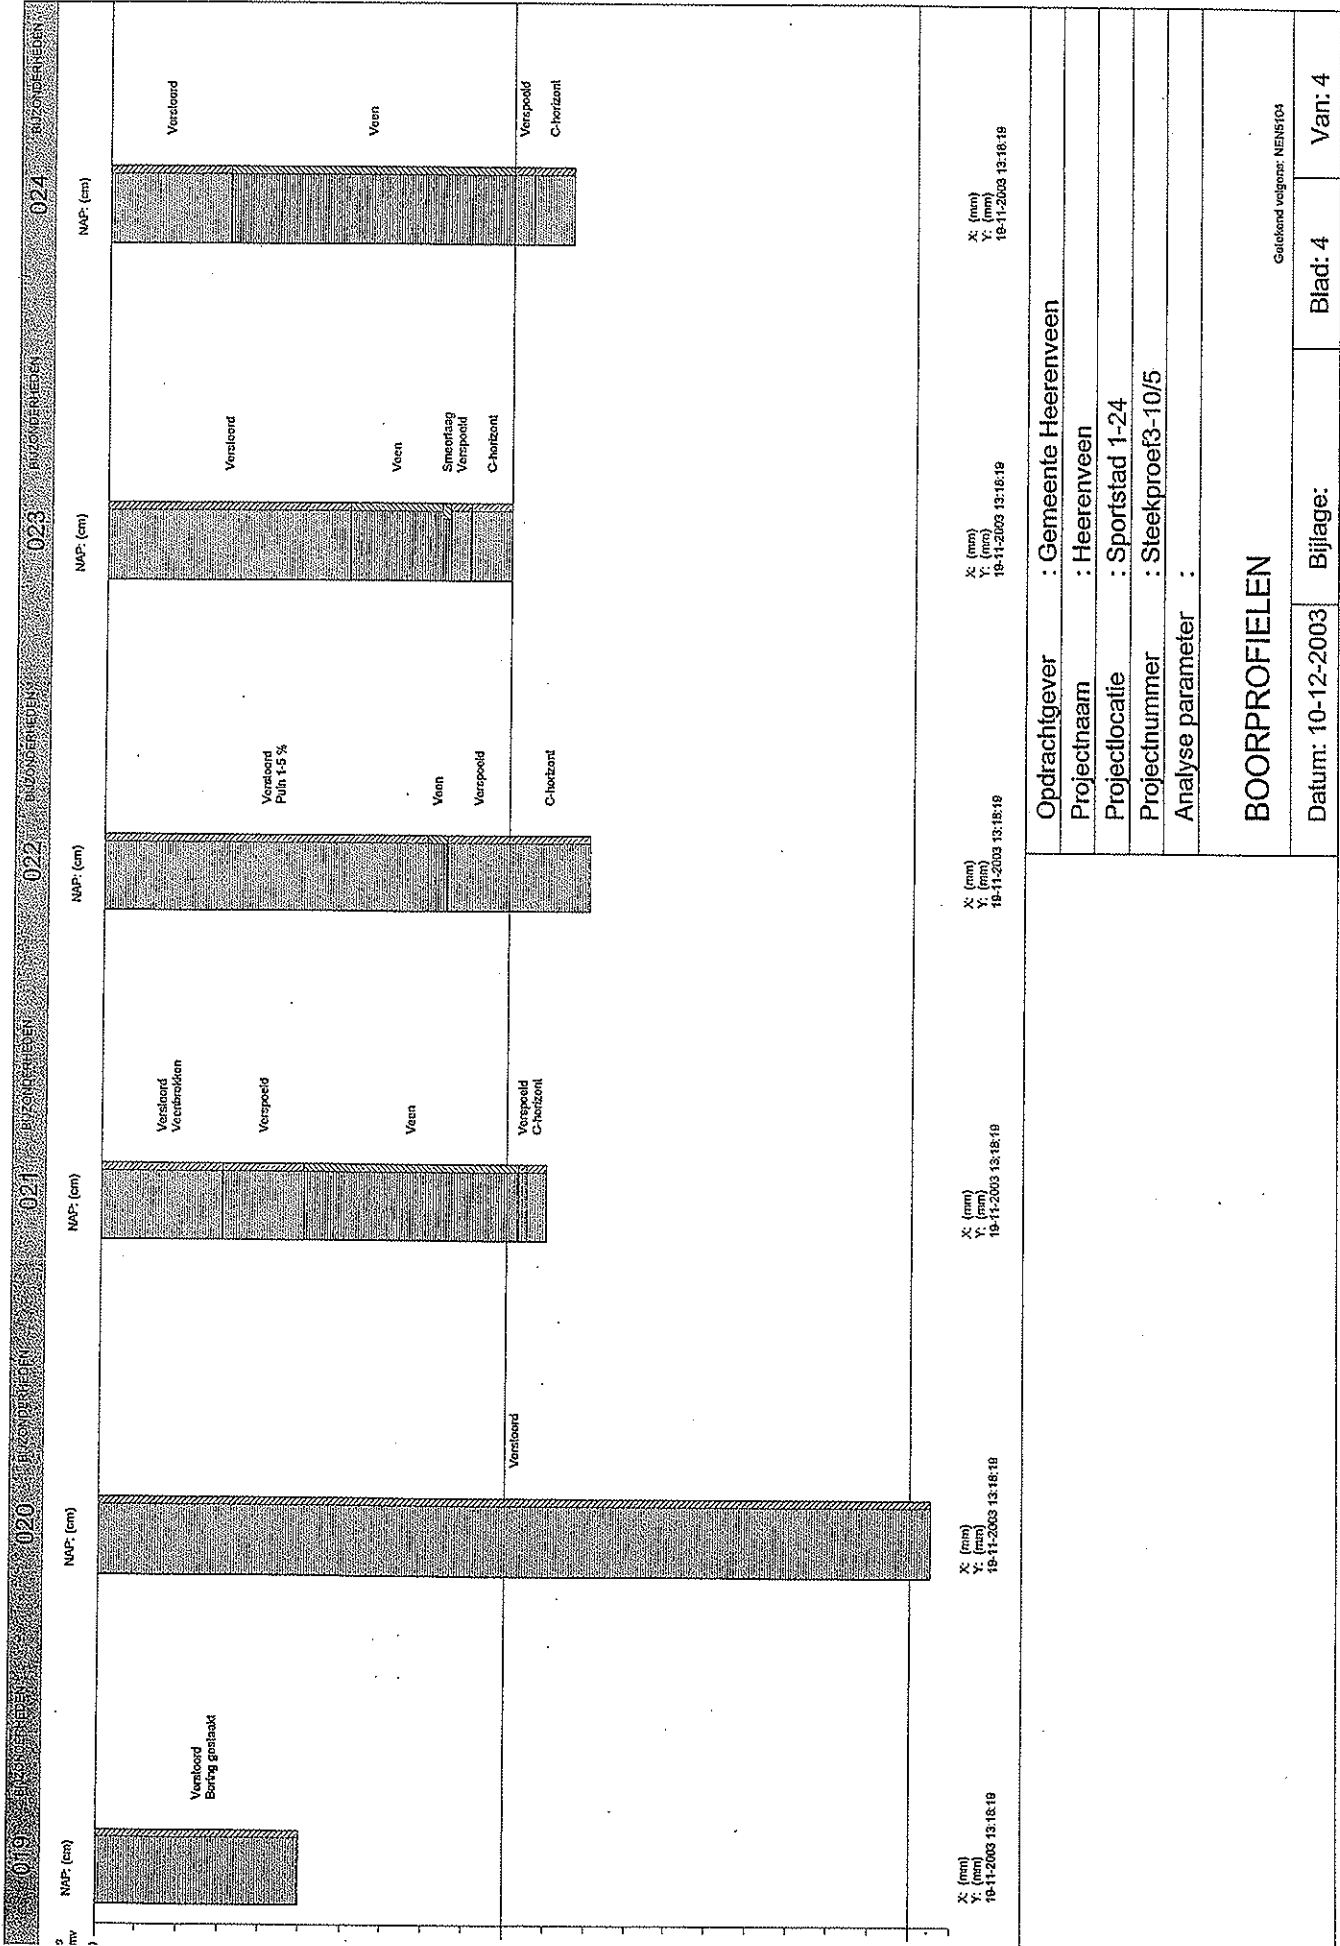 019 BIJZONDERHEDEN 020 BIJZONDERHEDEN 021 BIJZONDERHEDEN 022 BIJZONDERHEDEN 023 BIJZONDERHEDEN 024 BIJZONDERHEDEN
NAP: (cm)
Verstoord
Boring gestaakt
X: (mm)
Y: (mm)
19-11-2003 13:18:19
NAP: (cm)
Verstoord
X: (mm)
Y: (mm)
19-11-2003 13:18:19
NAP: (cm)
Verstoord
Veenbrokken
Verspoeld
Veen
Verspoeld
C-horizont
X: (mm)
Y: (mm)
19-11-2003 13:18:19
NAP: (cm)
Verstoord
Puin 1-5 %
Veen
Verspoeld
C-horizont
X: (mm)
Y: (mm)
19-11-2003 13:18:19
NAP: (cm)
Verstoord
Veen
Smeerlaag
Verspoeld
C-horizont
X: (mm)
Y: (mm)
19-11-2003 13:18:19
NAP: (cm)
Verstoord
Veen
Verspoeld
C-horizont
X: (mm)
Y: (mm)
19-11-2003 13:18:19
Opdrachtgever : Gemeente Heerenveen
Projectnaam : Heerenveen
Projectlocatie : Sportstad 1-24
Projectnummer : Steekproef3-10/5
Analyse parameter :
BOORPROFIELEN
Getekend volgens: NEN5104
Datum: 10-12-2003 Bijlage: Blad: 4 Van: 4